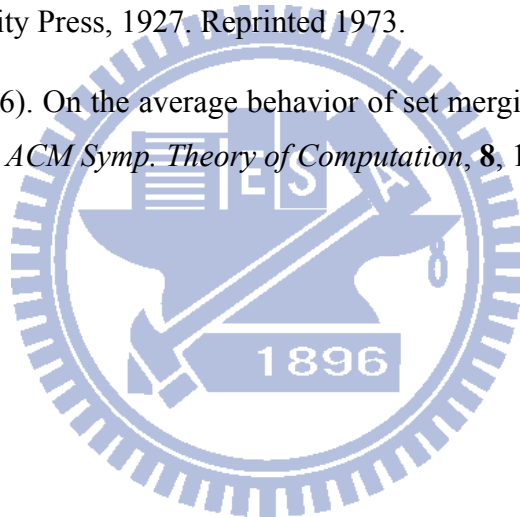 ity Press, 1927. Reprinted 1973.
6). On the average behavior of set mergi
ACM Symp. Theory of Computation, 8, 1
E S A
1896